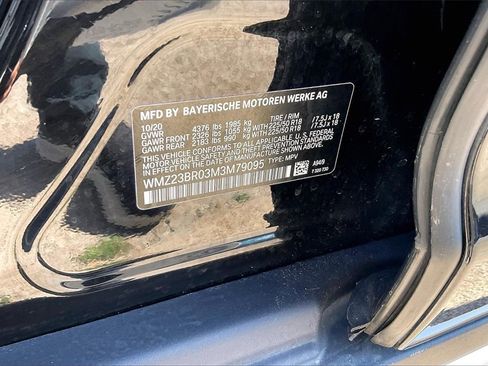 MFD BY BAYERISCHE MOTOREN WERKE AG
10/20 TIRE / RIM
GVWR 4376 lbs 1985 kg
GAWR FRONT 2326 lbs 1055 kg WITH 225/50 R18 / 7.5J x 18
GAWR REAR 2183 lbs 990 kg WITH 225/50 R18 / 7.5J x 18
THIS VEHICLE CONFORMS TO ALL APPLICABLE U.S. FEDERAL
MOTOR VEHICLE SAFETY, BUMPER, AND THEFT PREVENTION
STANDARDS IN EFFECT ON THE DATE OF MANUFACTURE SHOWN ABOVE.
WMZ23BR03M3M79095 TYPE: MPV